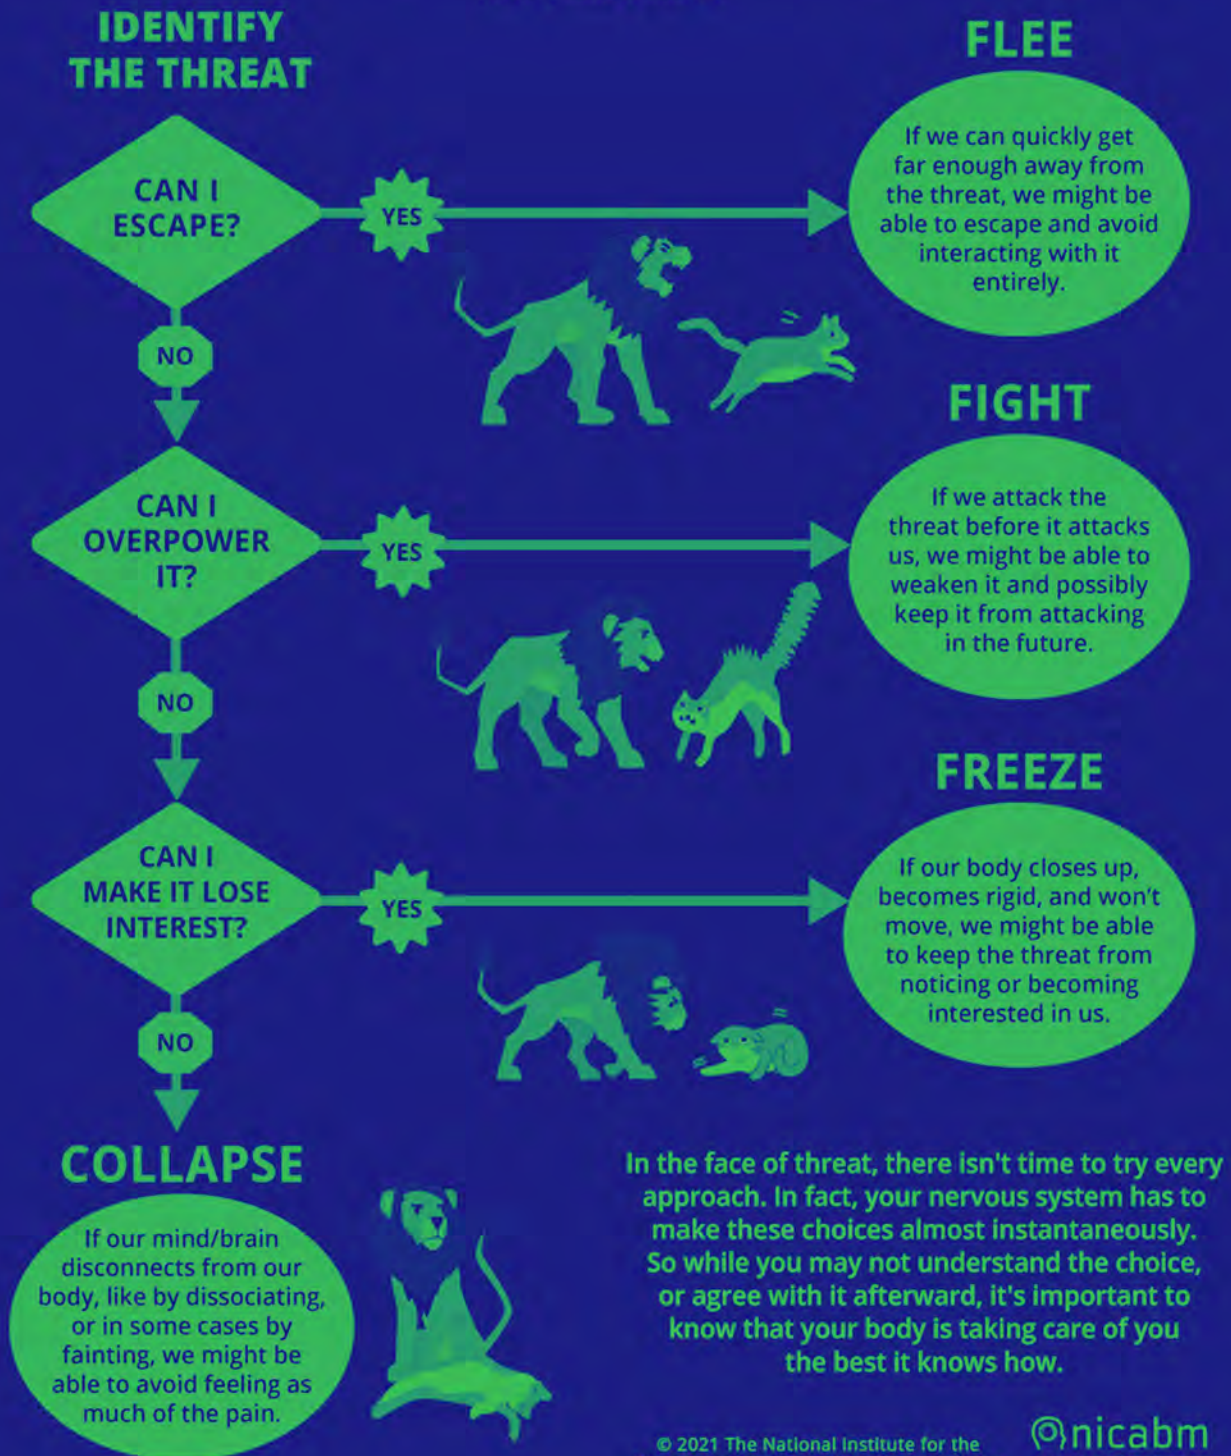 IDENTIFY
THE THREAT
CAN I
ESCAPE?
YES
FLEE
If we can quickly get
far enough away from
the threat, we might be
able to escape and avoid
interacting with it
entirely.
NO
CAN I
OVERPOWER
IT?
YES
FIGHT
If we attack the
threat before it attacks
us, we might be able to
weaken it and possibly
keep it from attacking
in the future.
NO
CAN I
MAKE IT LOSE
INTEREST?
YES
FREEZE
If our body closes up,
becomes rigid, and won't
move, we might be able
to keep the threat from
noticing or becoming
interested in us.
NO
COLLAPSE
If our mind/brain
disconnects from our
body, like by dissociating,
or in some cases by
fainting, we might be
able to avoid feeling as
much of the pain.
In the face of threat, there isn't time to try every
approach. In fact, your nervous system has to
make these choices almost instantaneously.
So while you may not understand the choice,
or agree with it afterward, it's important to
know that your body is taking care of you
the best it knows how.
© 2021 The National Institute for the
nicabm